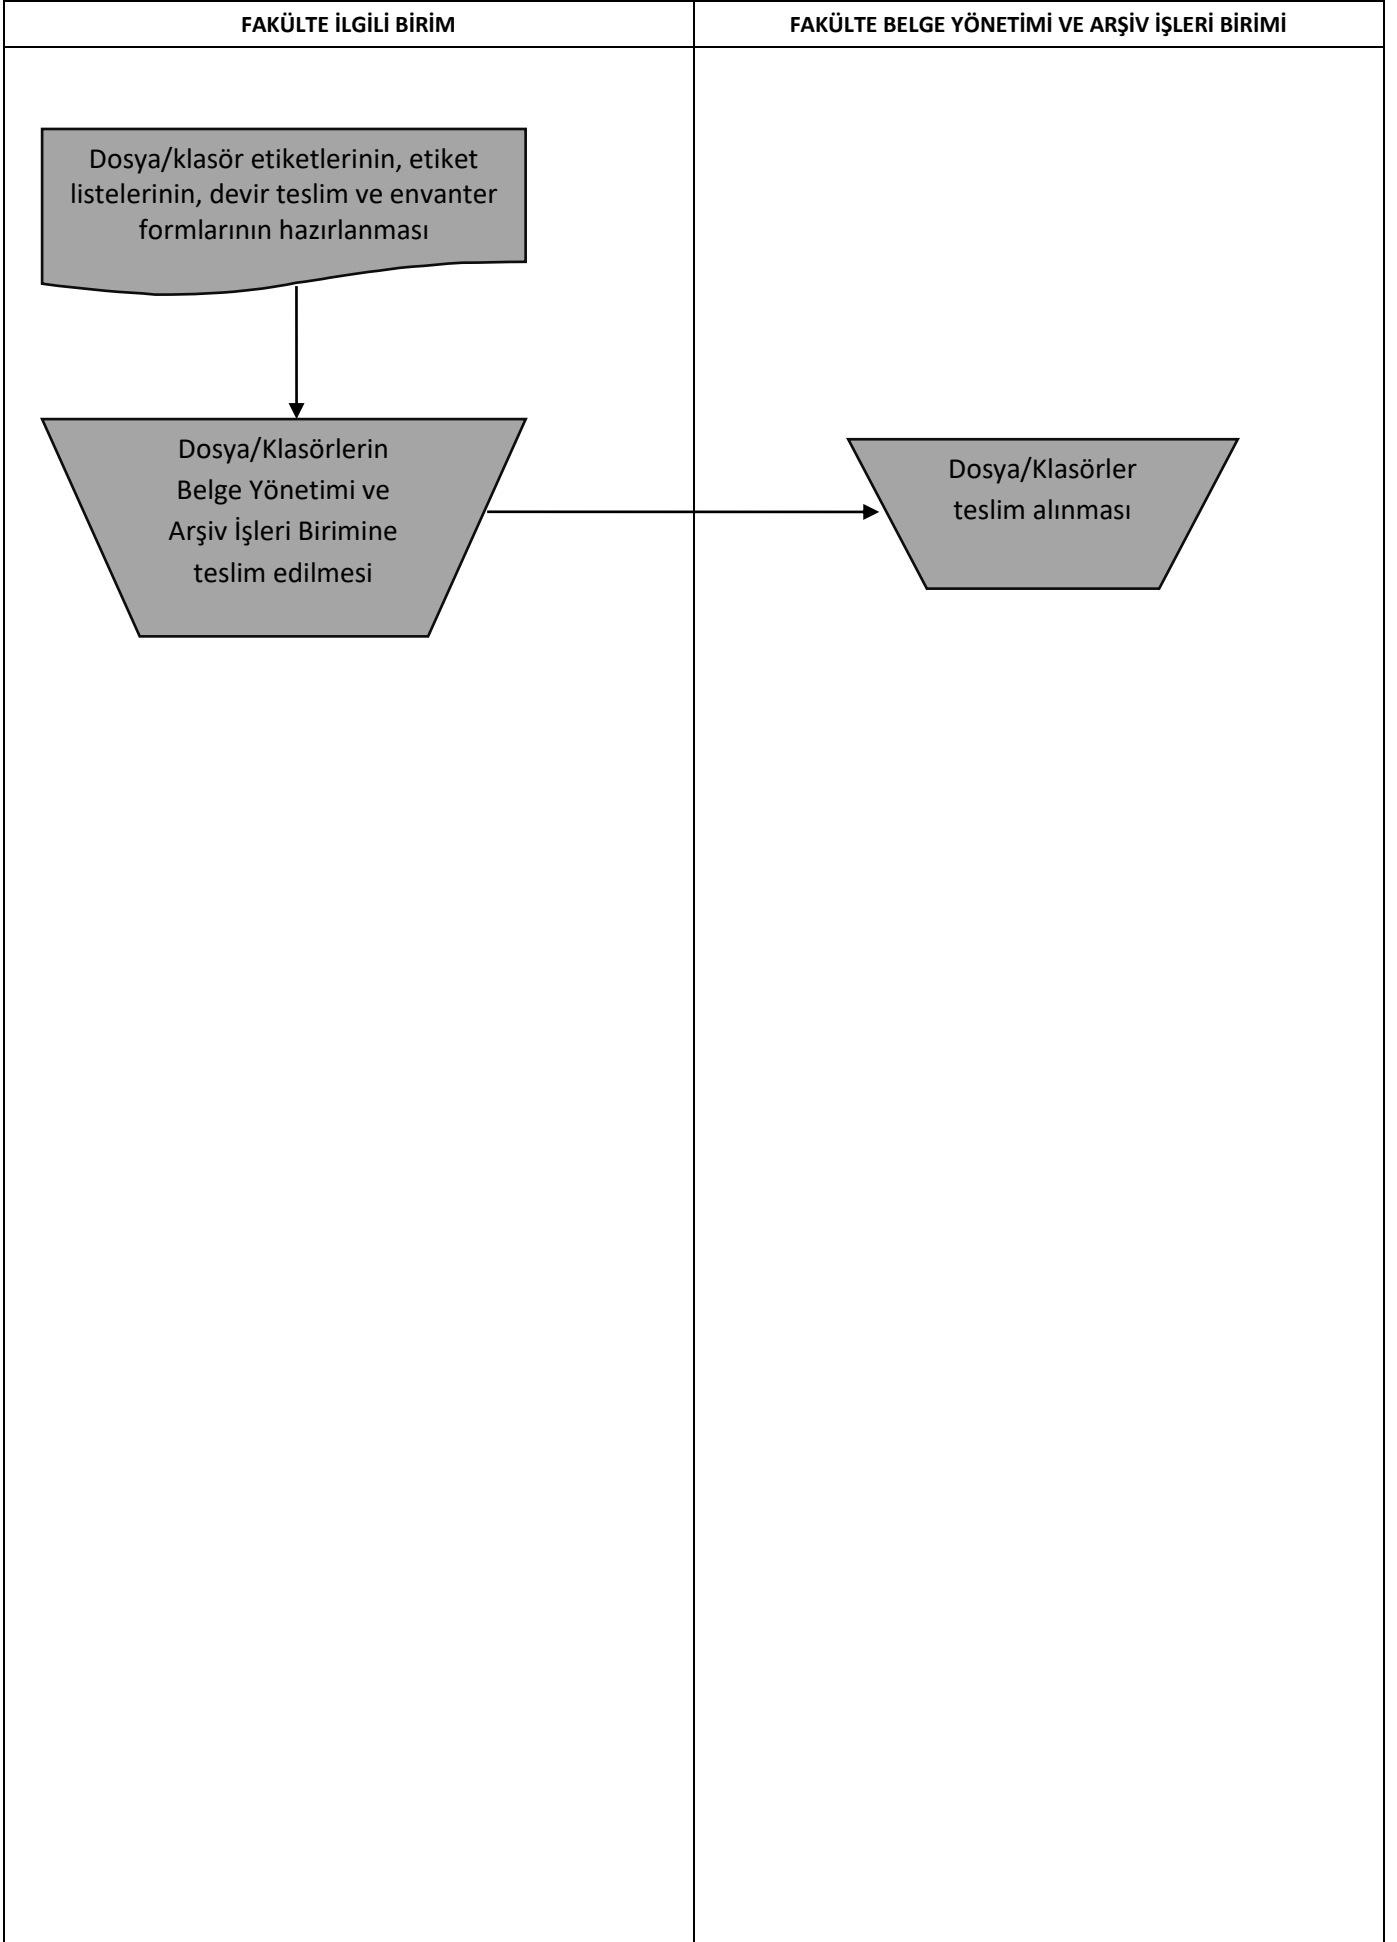 FAKÜLTE İLGİLİ BİRİM
FAKÜLTE BELGE YÖNETİMİ VE ARŞİV İŞLERİ BİRİMİ
Dosya/klasör etiketlerinin, etiket
listelerinin, devir teslim ve envanter
formlarının hazırlanması
Dosya/Klasörlerin
Belge Yönetimi ve
Arşiv İşleri Birimine
teslim edilmesi
Dosya/Klasörler
teslim alınması